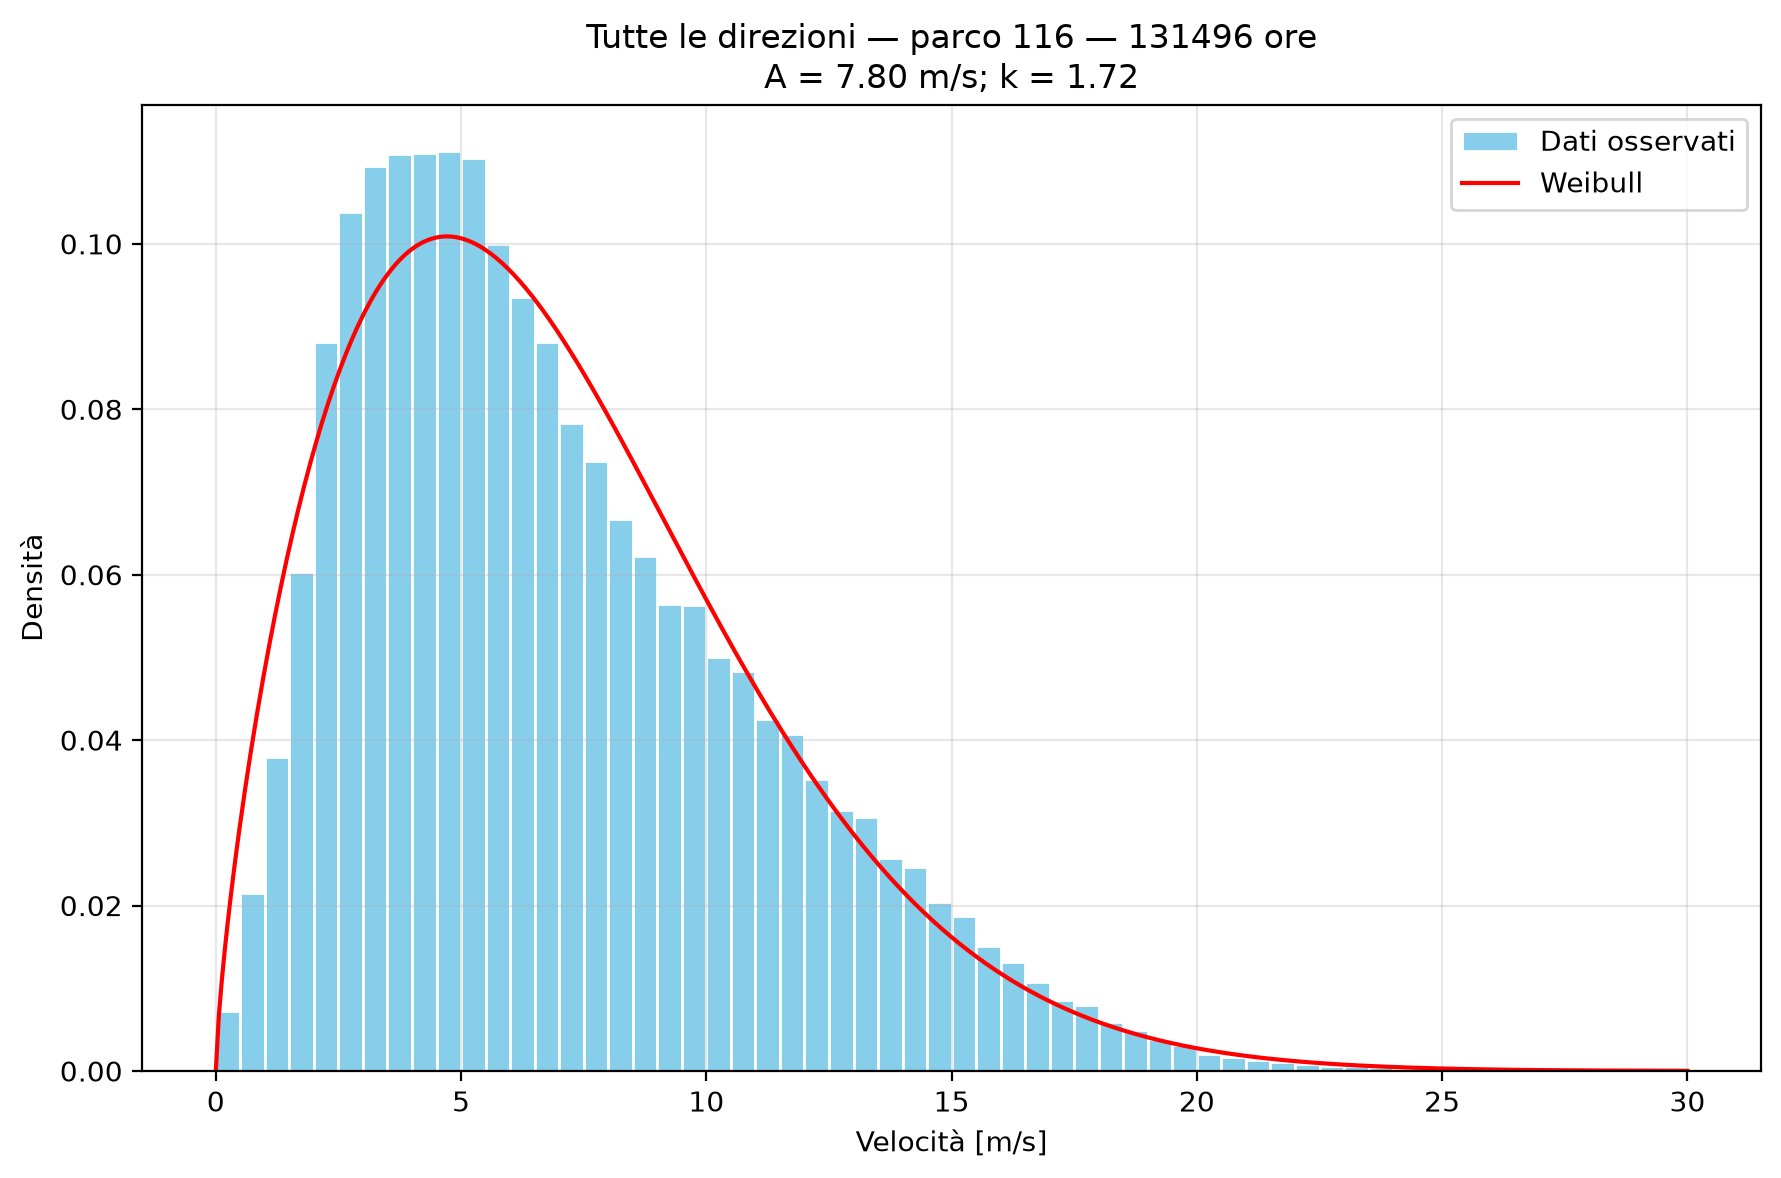 Tutte le direzioni — parco 116 — 131496 ore
A = 7.80 m/s; k = 1.72
Dati osservati
Weibull
Densità
0.10
0.08
0.06
0.04
0.02
0.00
0 5 10 15 20 25 30
Velocità [m/s]